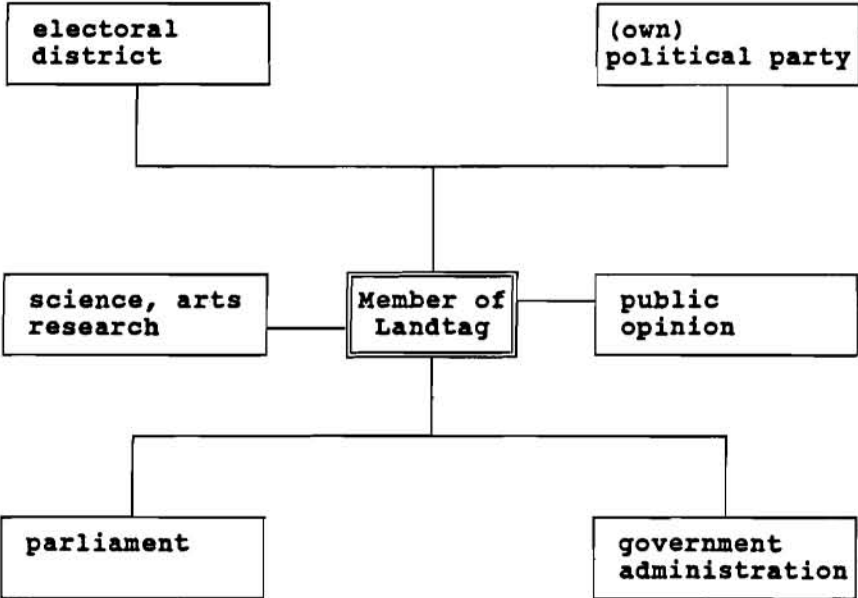 electoral
district
(own)
political party
science, arts
research
Member of
Landtag
public
opinion
parliament
government
administration